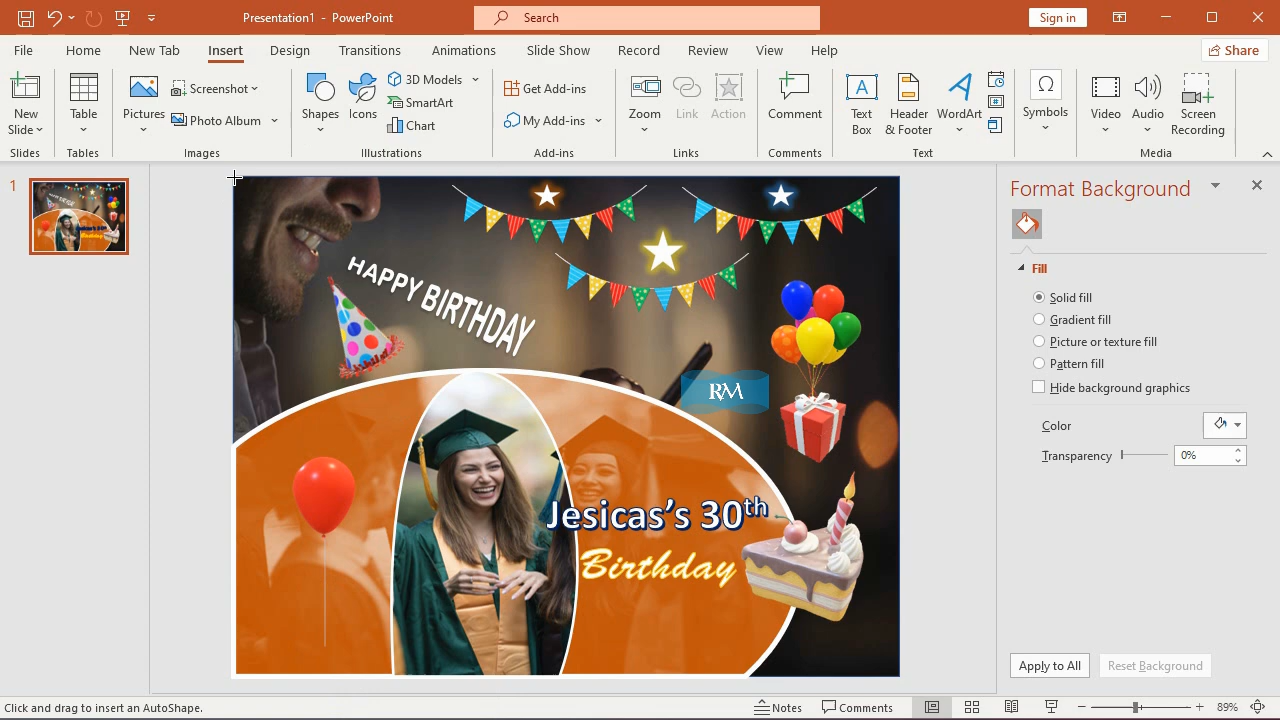 Presentation1 - PowerPoint
Search
Sign in
File
Home
New Tab
Insert
Design
Transitions
Animations
Slide Show
Record
Review
View
Help
Share
New
Slide
Table
Pictures
Screenshot
Photo Album
Shapes
Icons
3D Models
SmartArt
Chart
Get Add-ins
My Add-ins
Zoom
Link
Action
Comment
Text
Box
Header
& Footer
WordArt
Symbols
Video
Audio
Screen
Recording
Slides
Tables
Images
Illustrations
Add-ins
Links
Comments
Text
Media
1
HAPPY BIRTHDAY
RM
Jesicas’s 30th
Birthday
Format Background
Fill
Solid fill
Gradient fill
Picture or texture fill
Pattern fill
Hide background graphics
Color
Transparency
0%
Apply to All
Reset Background
Click and drag to insert an AutoShape.
Notes
Comments
89%